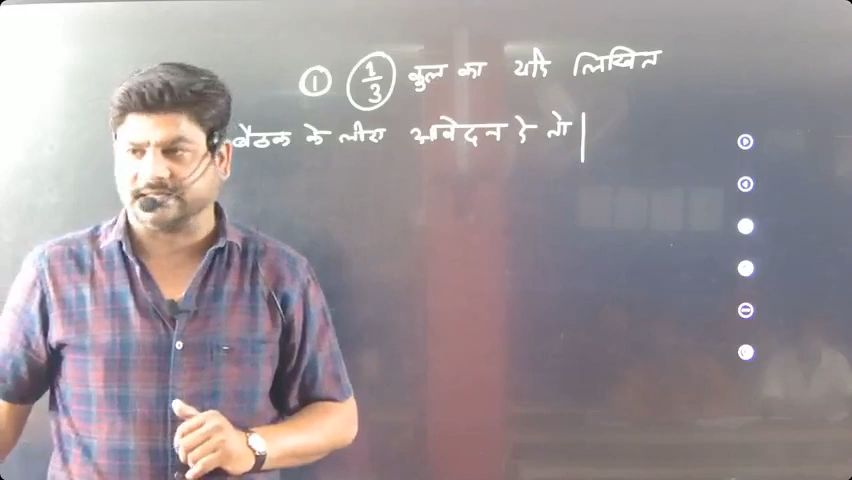 ① 1/3 कुल का यदि लिखित
बैठक के लीए आवेदन दे तो |